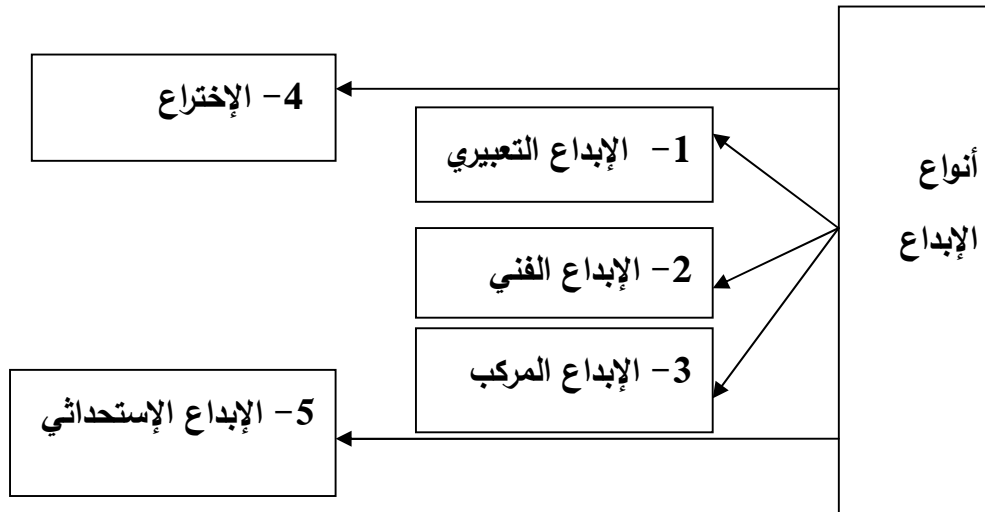 أنواع
الإبداع
1- الإبداع التعبيري
2- الإبداع الفني
3- الإبداع المركب
4- الإختراع
5- الإبداع الإستحداثي